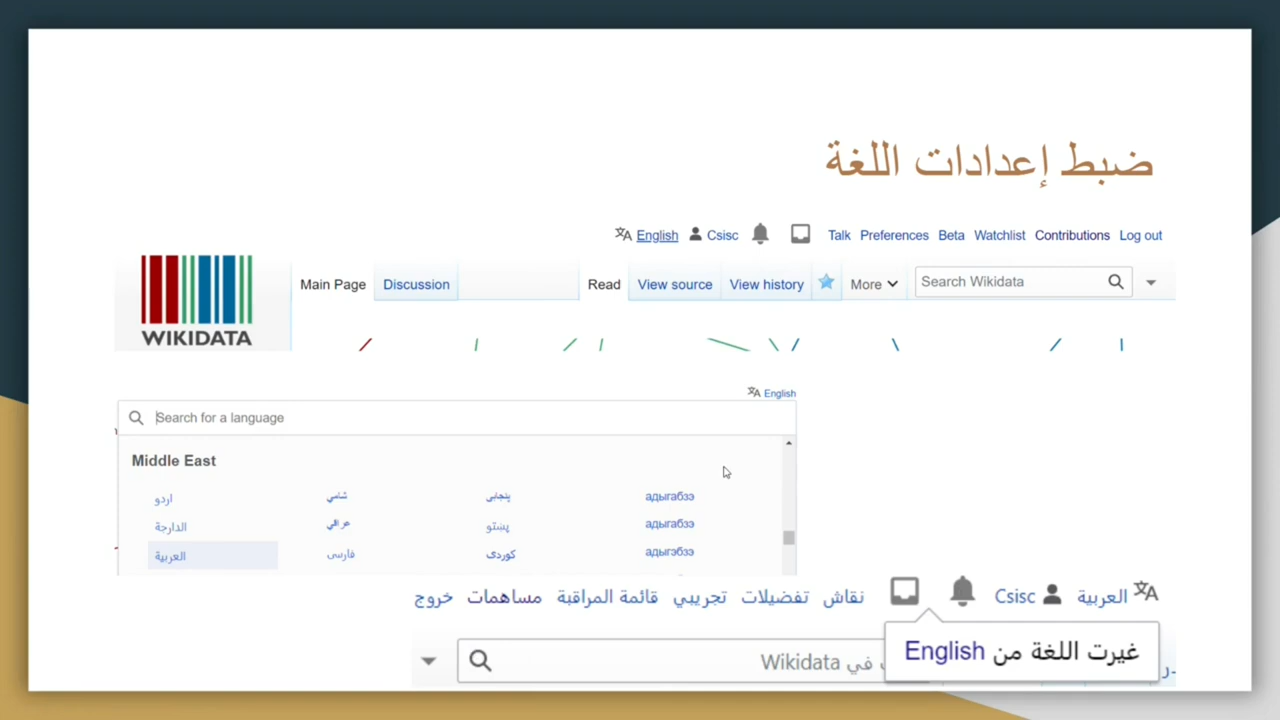 ضبط إعدادات اللغة
English Csisc Talk Preferences Beta Watchlist Contributions Log out
Main Page Discussion Read View source View history More Search Wikidata
WIKIDATA
English
Search for a language
Middle East
اردو شامي پنجابی адыгабзэ
الدارجة عراقي پښتو адыгабзэ
العربية فارسی کوردی адыгэбзэ
العربية Csisc نقاش تفضيلات تجريبي قائمة المراقبة مساهمات خروج
غيرت اللغة من English
في Wikidata